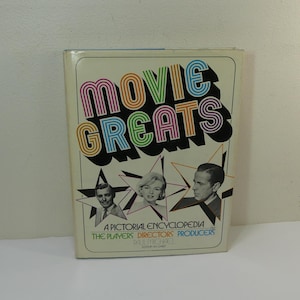 MOVIE
GREATS
A PICTORIAL ENCYCLOPEDIA
THE PLAYERS DIRECTORS PRODUCERS